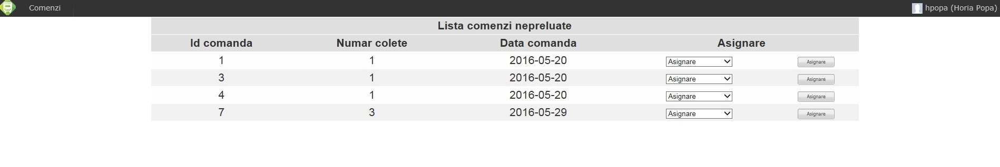 Comenzi hpopa (Horia Popa)
Lista comenzi nepreluate
Id comanda Numar colete Data comanda Asignare
1 1 2016-05-20 Asignare Asignare
3 1 2016-05-20 Asignare Asignare
4 1 2016-05-20 Asignare Asignare
7 3 2016-05-29 Asignare Asignare